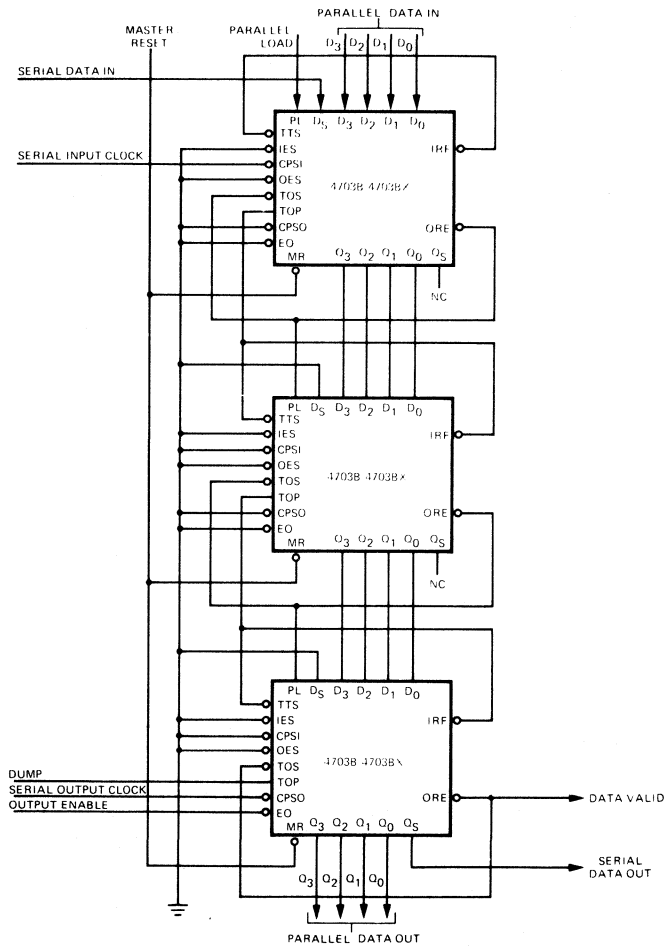 PARALLEL DATA IN
MASTER RESET
PARALLEL LOAD
D3 D2 D1 D0
SERIAL DATA IN
PL DS D3 D2 D1 D0
TTS
IES
IRF
SERIAL INPUT CLOCK
CPSI
OES
4703B 4703BX
TOS
TOP
CPSO
ORE
EO
MR
Q3 Q2 Q1 Q0 QS
NC
PL DS D3 D2 D1 D0
TTS
IES
IRF
CPSI
OES
4703B 4703BX
TOS
TOP
CPSO
ORE
EO
MR
Q3 Q2 Q1 Q0 QS
NC
PL DS D3 D2 D1 D0
TTS
IES
IRF
CPSI
OES
4703B 4703BX
TOS
DUMP
TOP
SERIAL OUTPUT CLOCK
CPSO
ORE
DATA VALID
OUTPUT ENABLE
EO
MR Q3 Q2 Q1 Q0 QS
SERIAL DATA OUT
Q3 Q2 Q1 Q0
PARALLEL DATA OUT